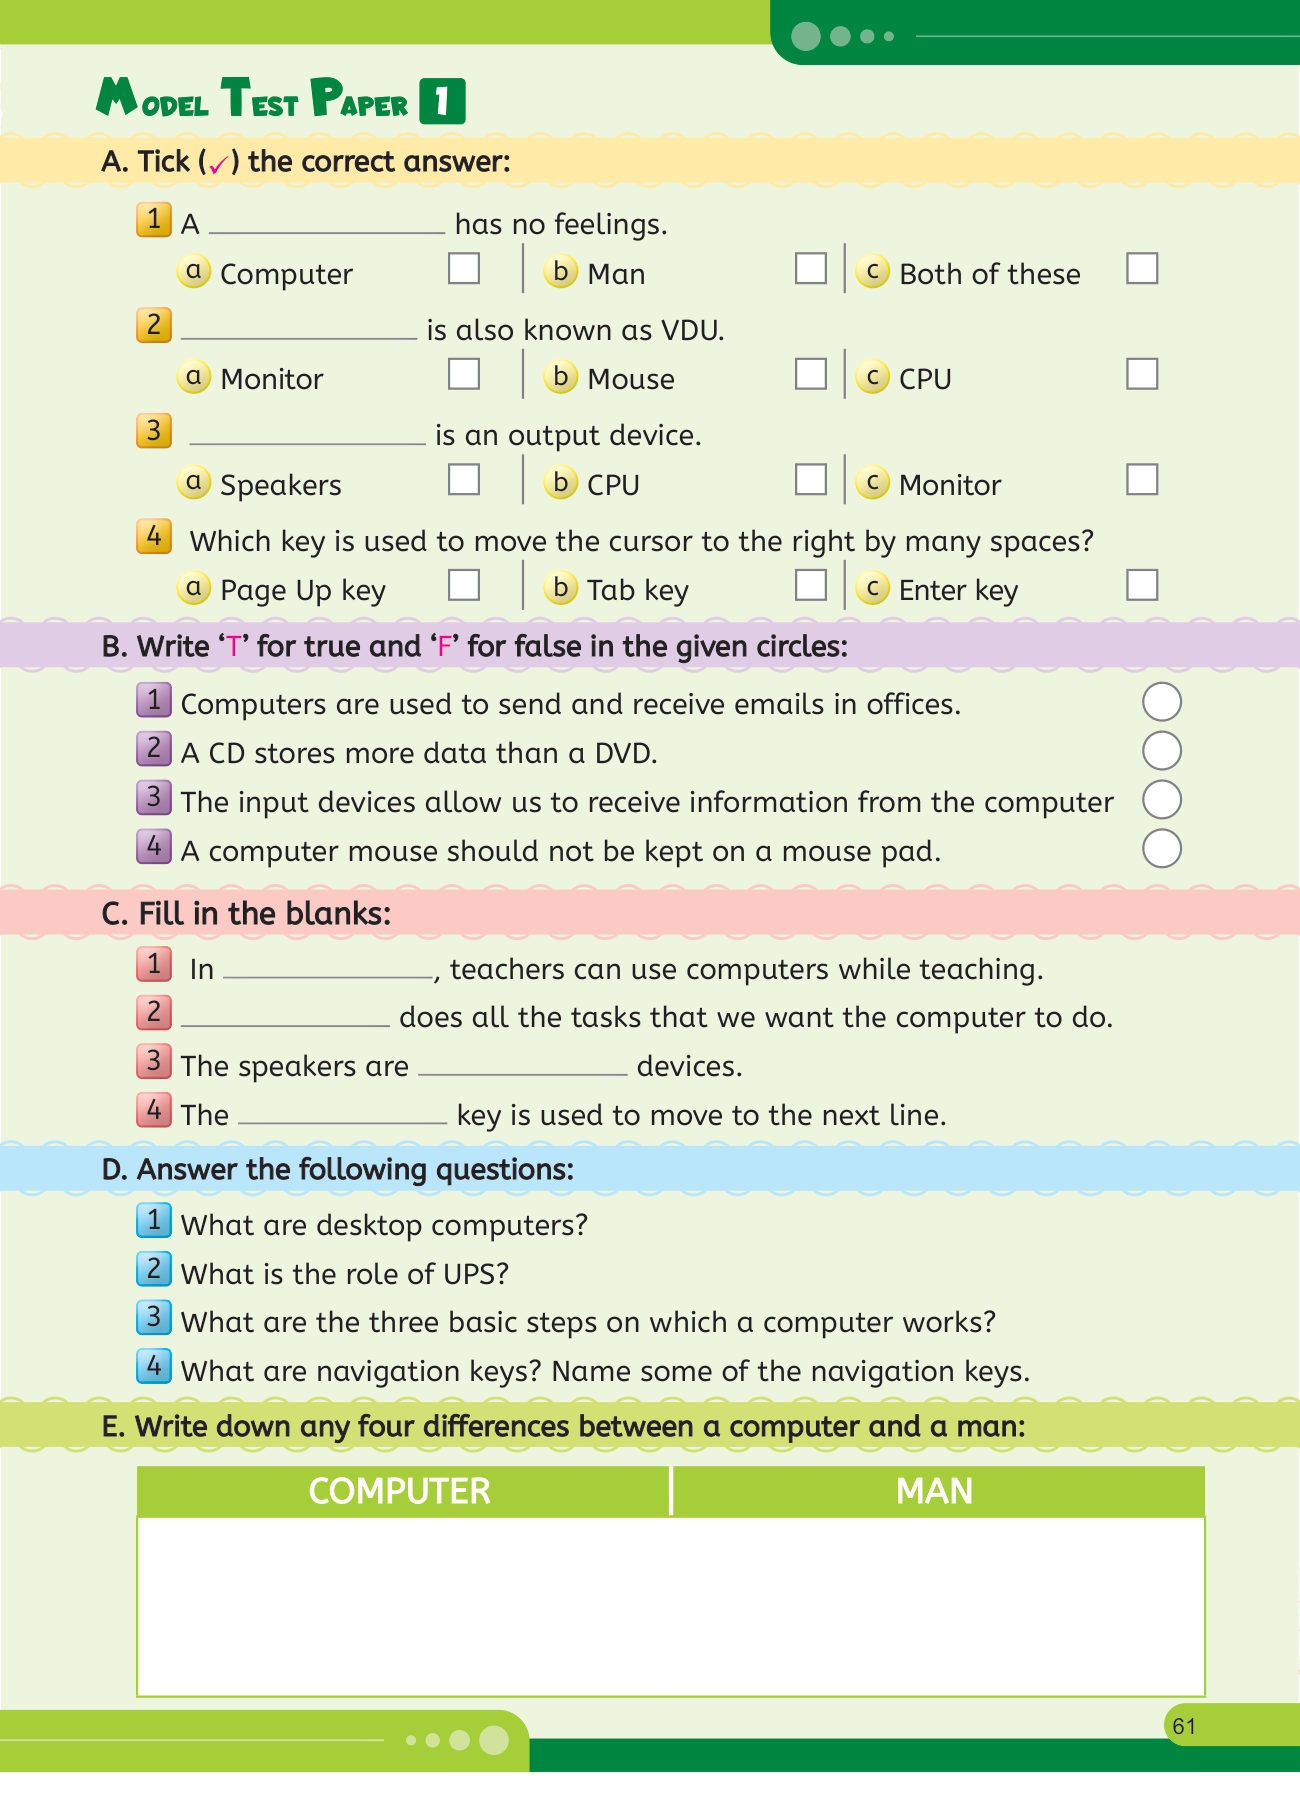 Model Test Paper 1
A. Tick (✓) the correct answer:
1 A ____________ has no feelings.
a Computer b Man c Both of these
2 ____________ is also known as VDU.
a Monitor b Mouse c CPU
3 ____________ is an output device.
a Speakers b CPU c Monitor
4 Which key is used to move the cursor to the right by many spaces?
a Page Up key b Tab key c Enter key
B. Write ‘T’ for true and ‘F’ for false in the given circles:
1 Computers are used to send and receive emails in offices.
2 A CD stores more data than a DVD.
3 The input devices allow us to receive information from the computer
4 A computer mouse should not be kept on a mouse pad.
C. Fill in the blanks:
1 In ____________, teachers can use computers while teaching.
2 ____________ does all the tasks that we want the computer to do.
3 The speakers are ____________ devices.
4 The ____________ key is used to move to the next line.
D. Answer the following questions:
1 What are desktop computers?
2 What is the role of UPS?
3 What are the three basic steps on which a computer works?
4 What are navigation keys? Name some of the navigation keys.
E. Write down any four differences between a computer and a man:
COMPUTER MAN
61